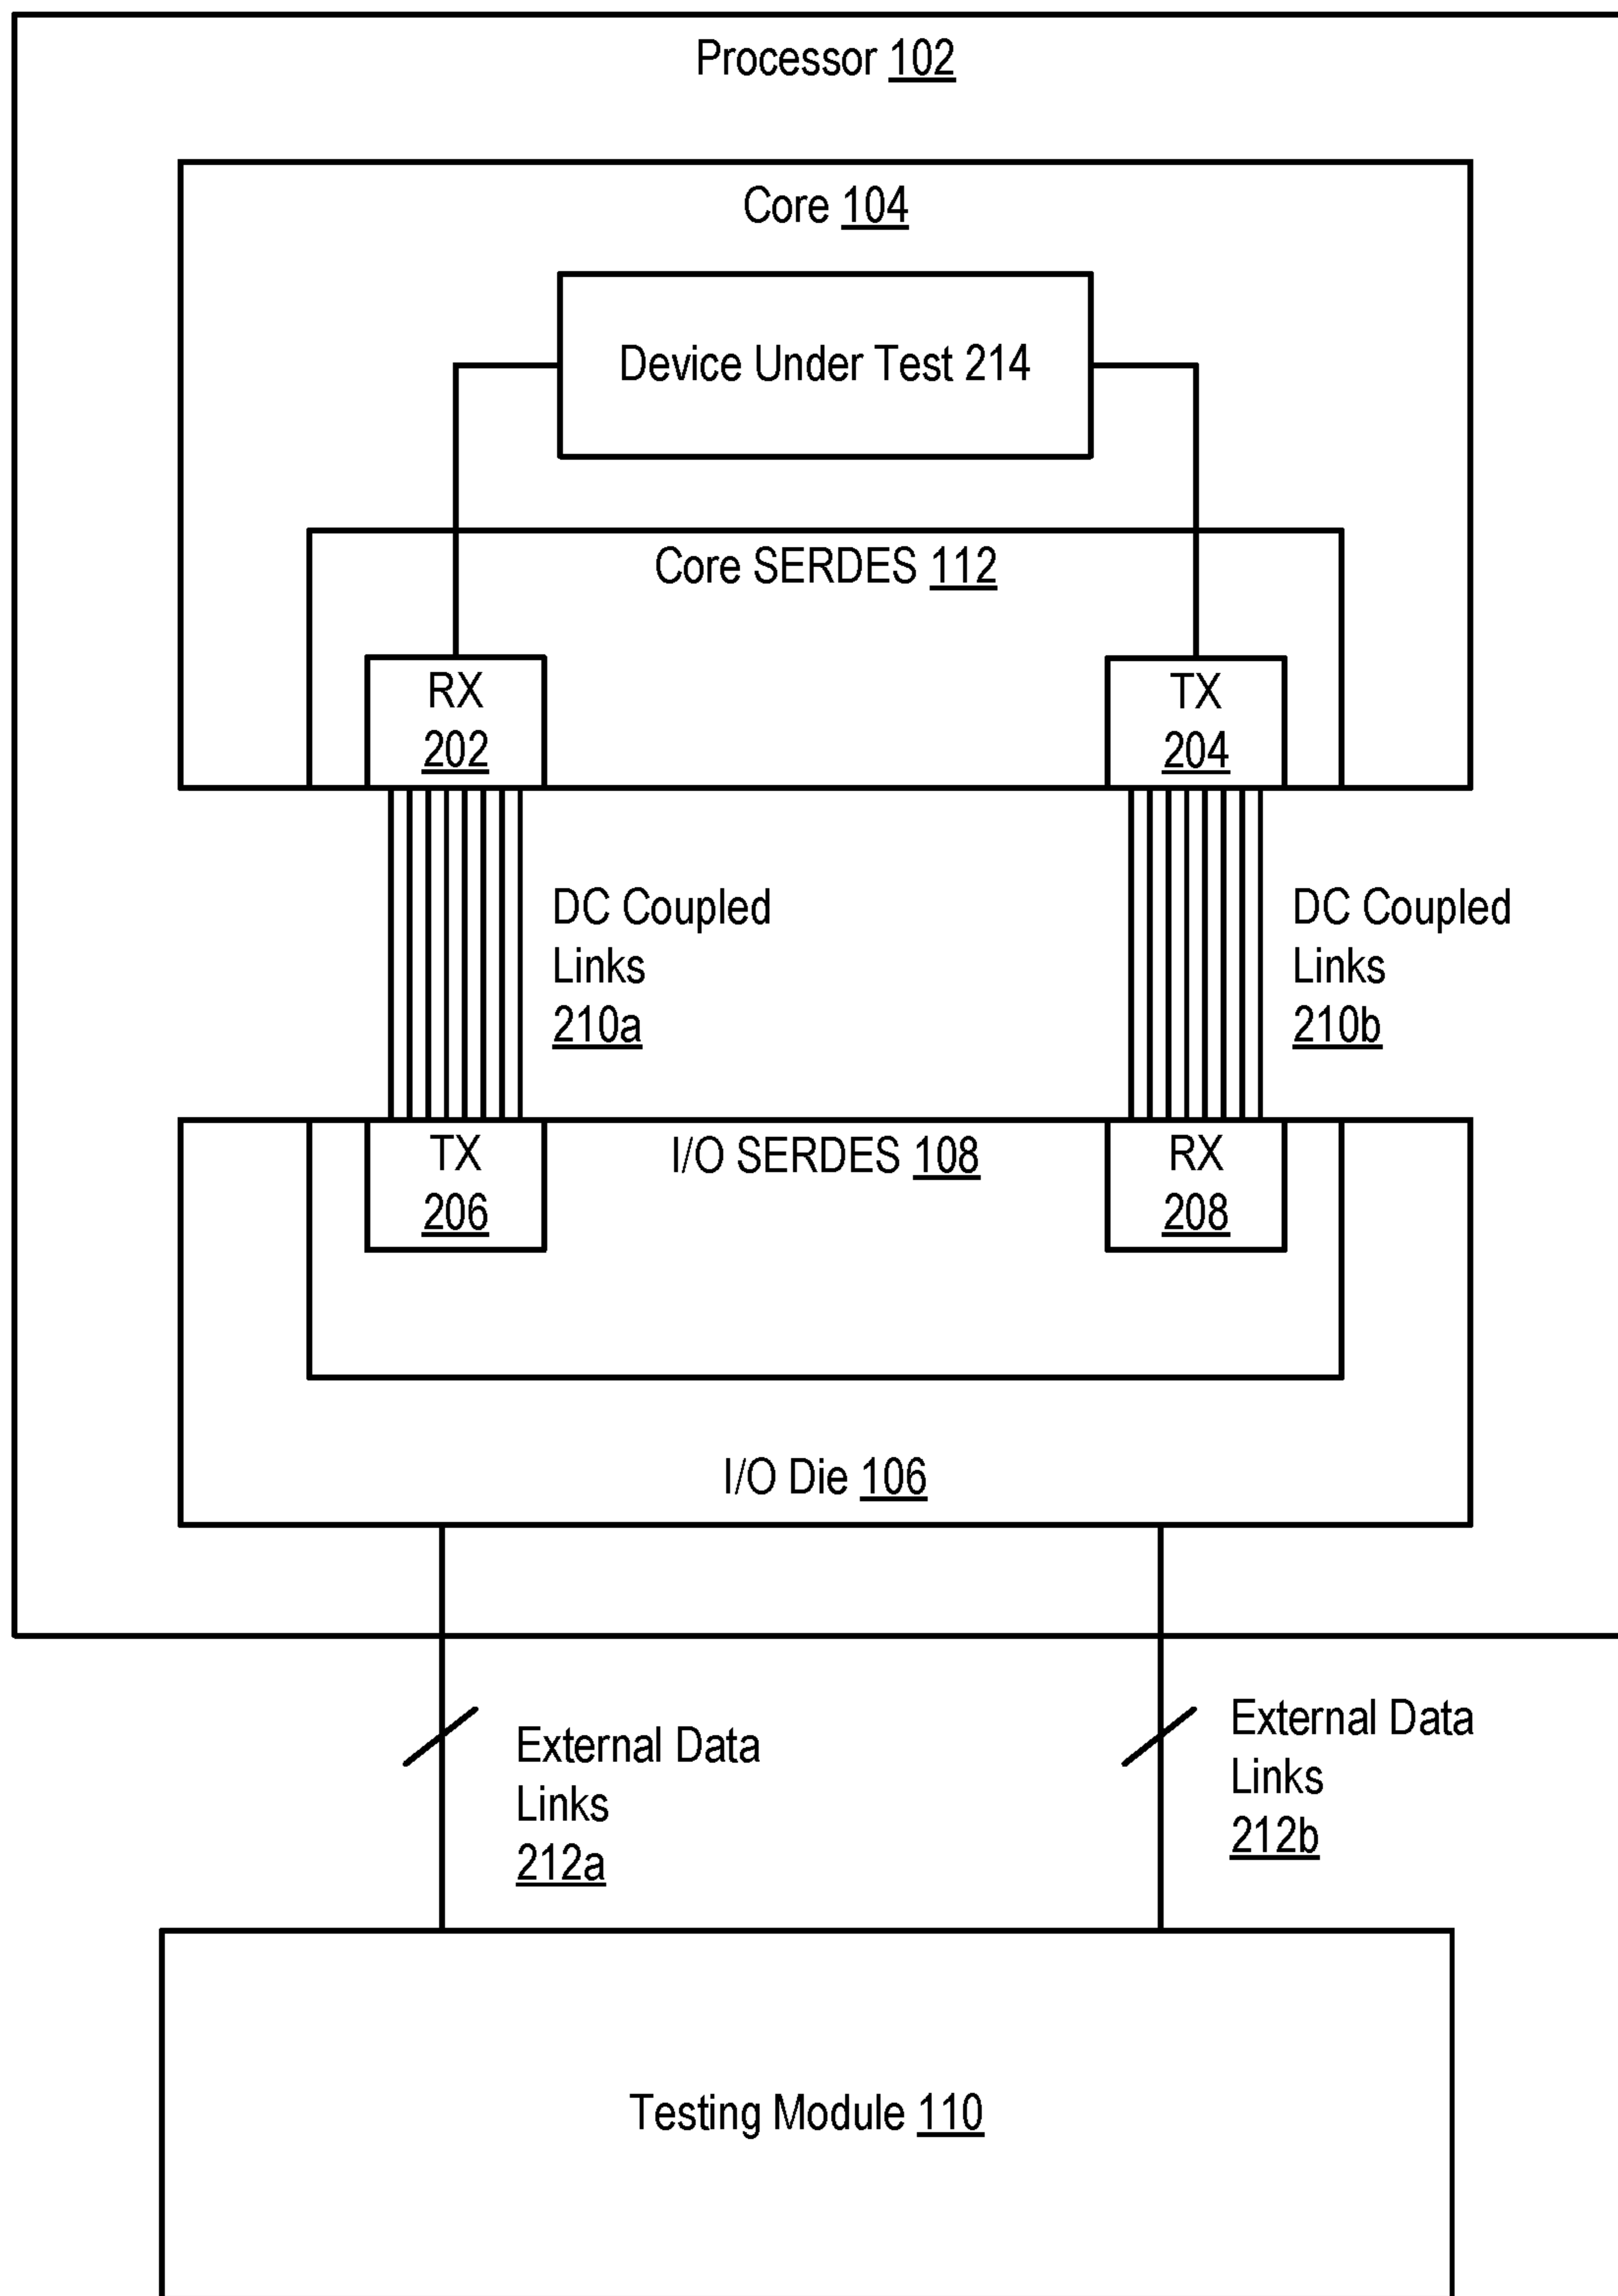 Processor 102
Core 104
Device Under Test 214
Core SERDES 112
RX
202
TX
204
DC Coupled
Links
210a
DC Coupled
Links
210b
TX
206
I/O SERDES 108
RX
208
I/O Die 106
External Data
Links
212a
External Data
Links
212b
Testing Module 110